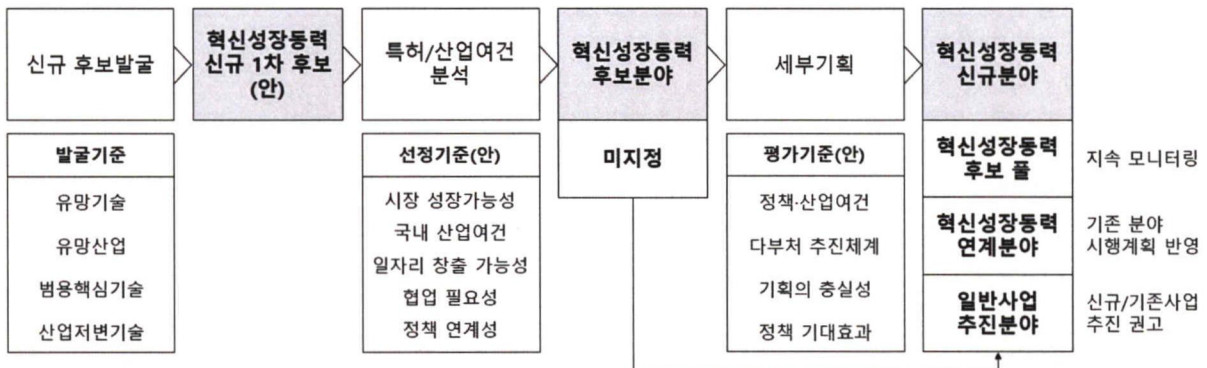 신규 후보발굴
혁신성장동력
신규 1차 후보
(안)
특허/산업여건
분석
혁신성장동력
후보분야
세부기획
혁신성장동력
신규분야
발굴기준
유망기술
유망산업
범용핵심기술
산업저변기술
선정기준(안)
시장 성장가능성
국내 산업여건
일자리 창출 가능성
협업 필요성
정책 연계성
미지정
평가기준(안)
정책·산업여건
다부처 추진체계
기획의 충실성
정책 기대효과
혁신성장동력
후보 풀
지속 모니터링
혁신성장동력
연계분야
기존 분야
시행계획 반영
일반사업
추진분야
신규/기존사업
추진 권고